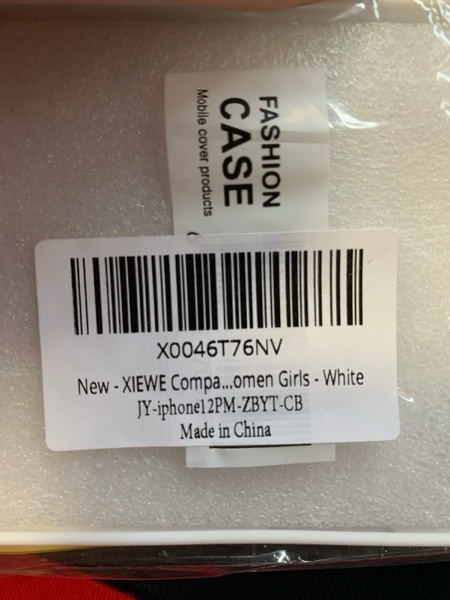 FASHION
CASE
Mobile cover products
X0046T76NV
New - XIEWE Compa...omen Girls - White
JY-iphone12PM-ZBYT-CB
Made in China